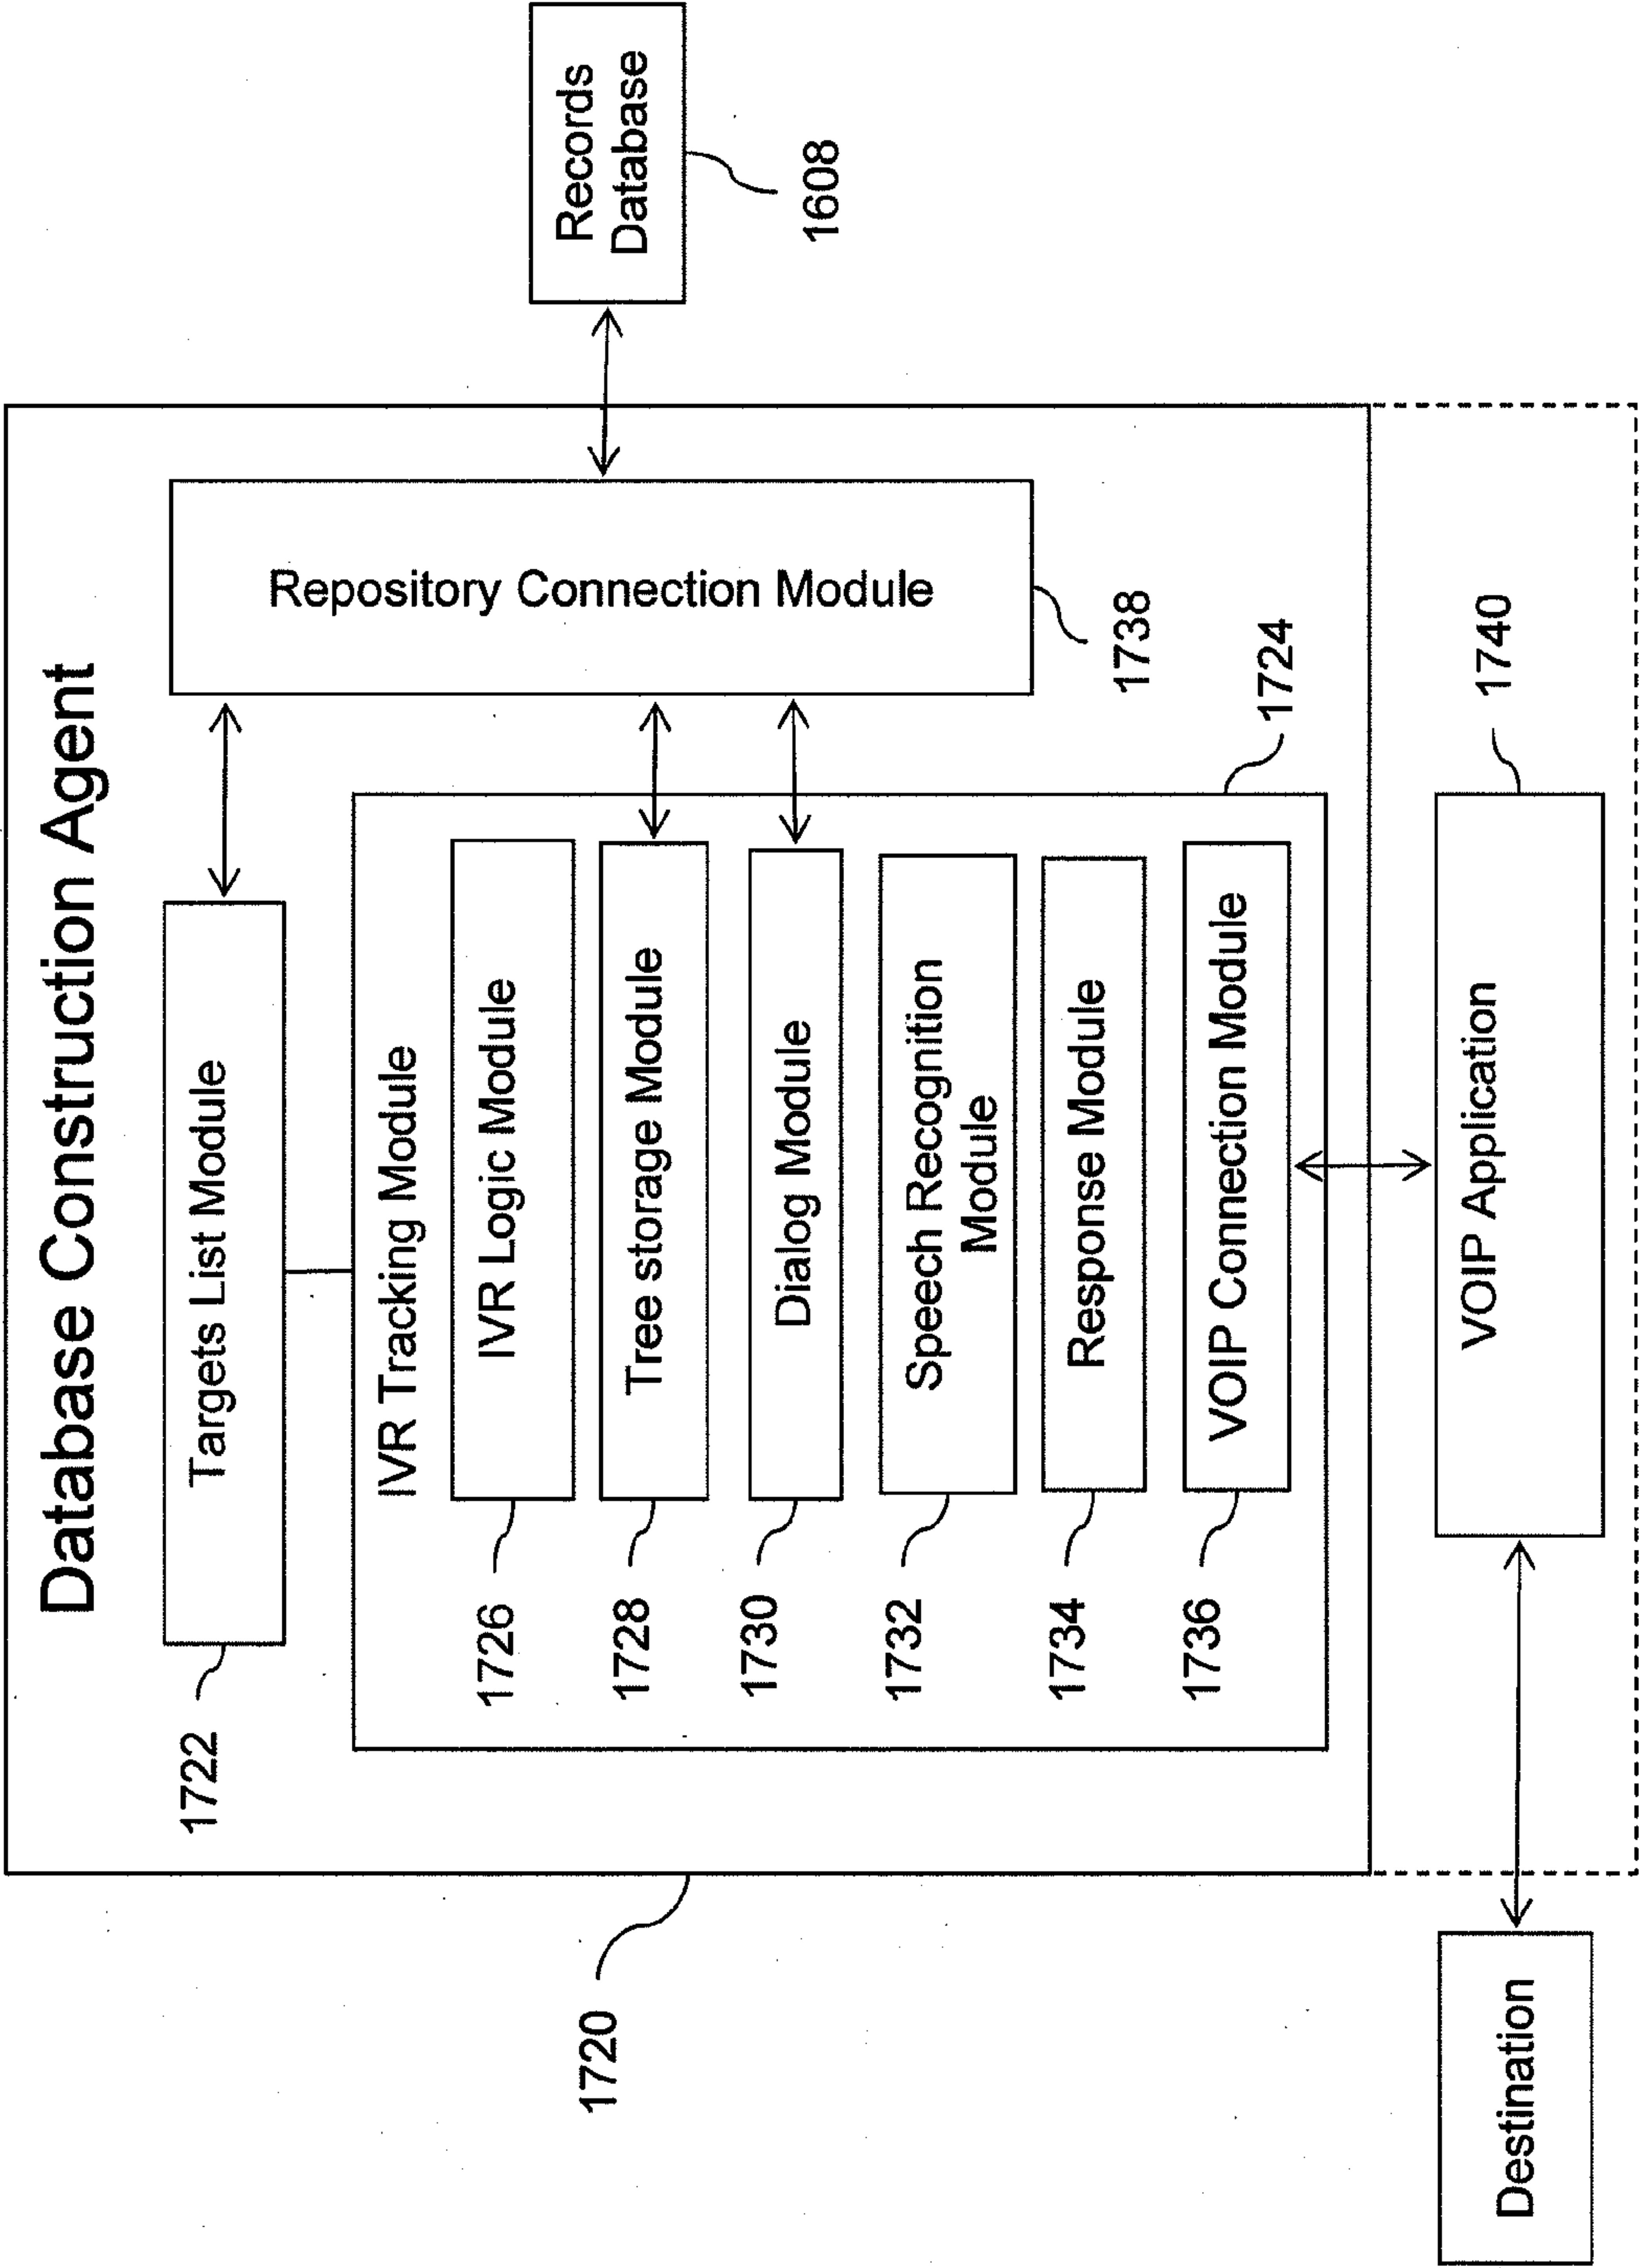 Database Construction Agent
1722
Targets List Module
IVR Tracking Module
1726
IVR Logic Module
1728
Tree storage Module
1730
Dialog Module
1732
Speech Recognition
Module
1734
Response Module
1736
VOIP Connection Module
1724
Repository Connection Module
1738
Records
Database
1608
1720
VOIP Application
1740
Destination